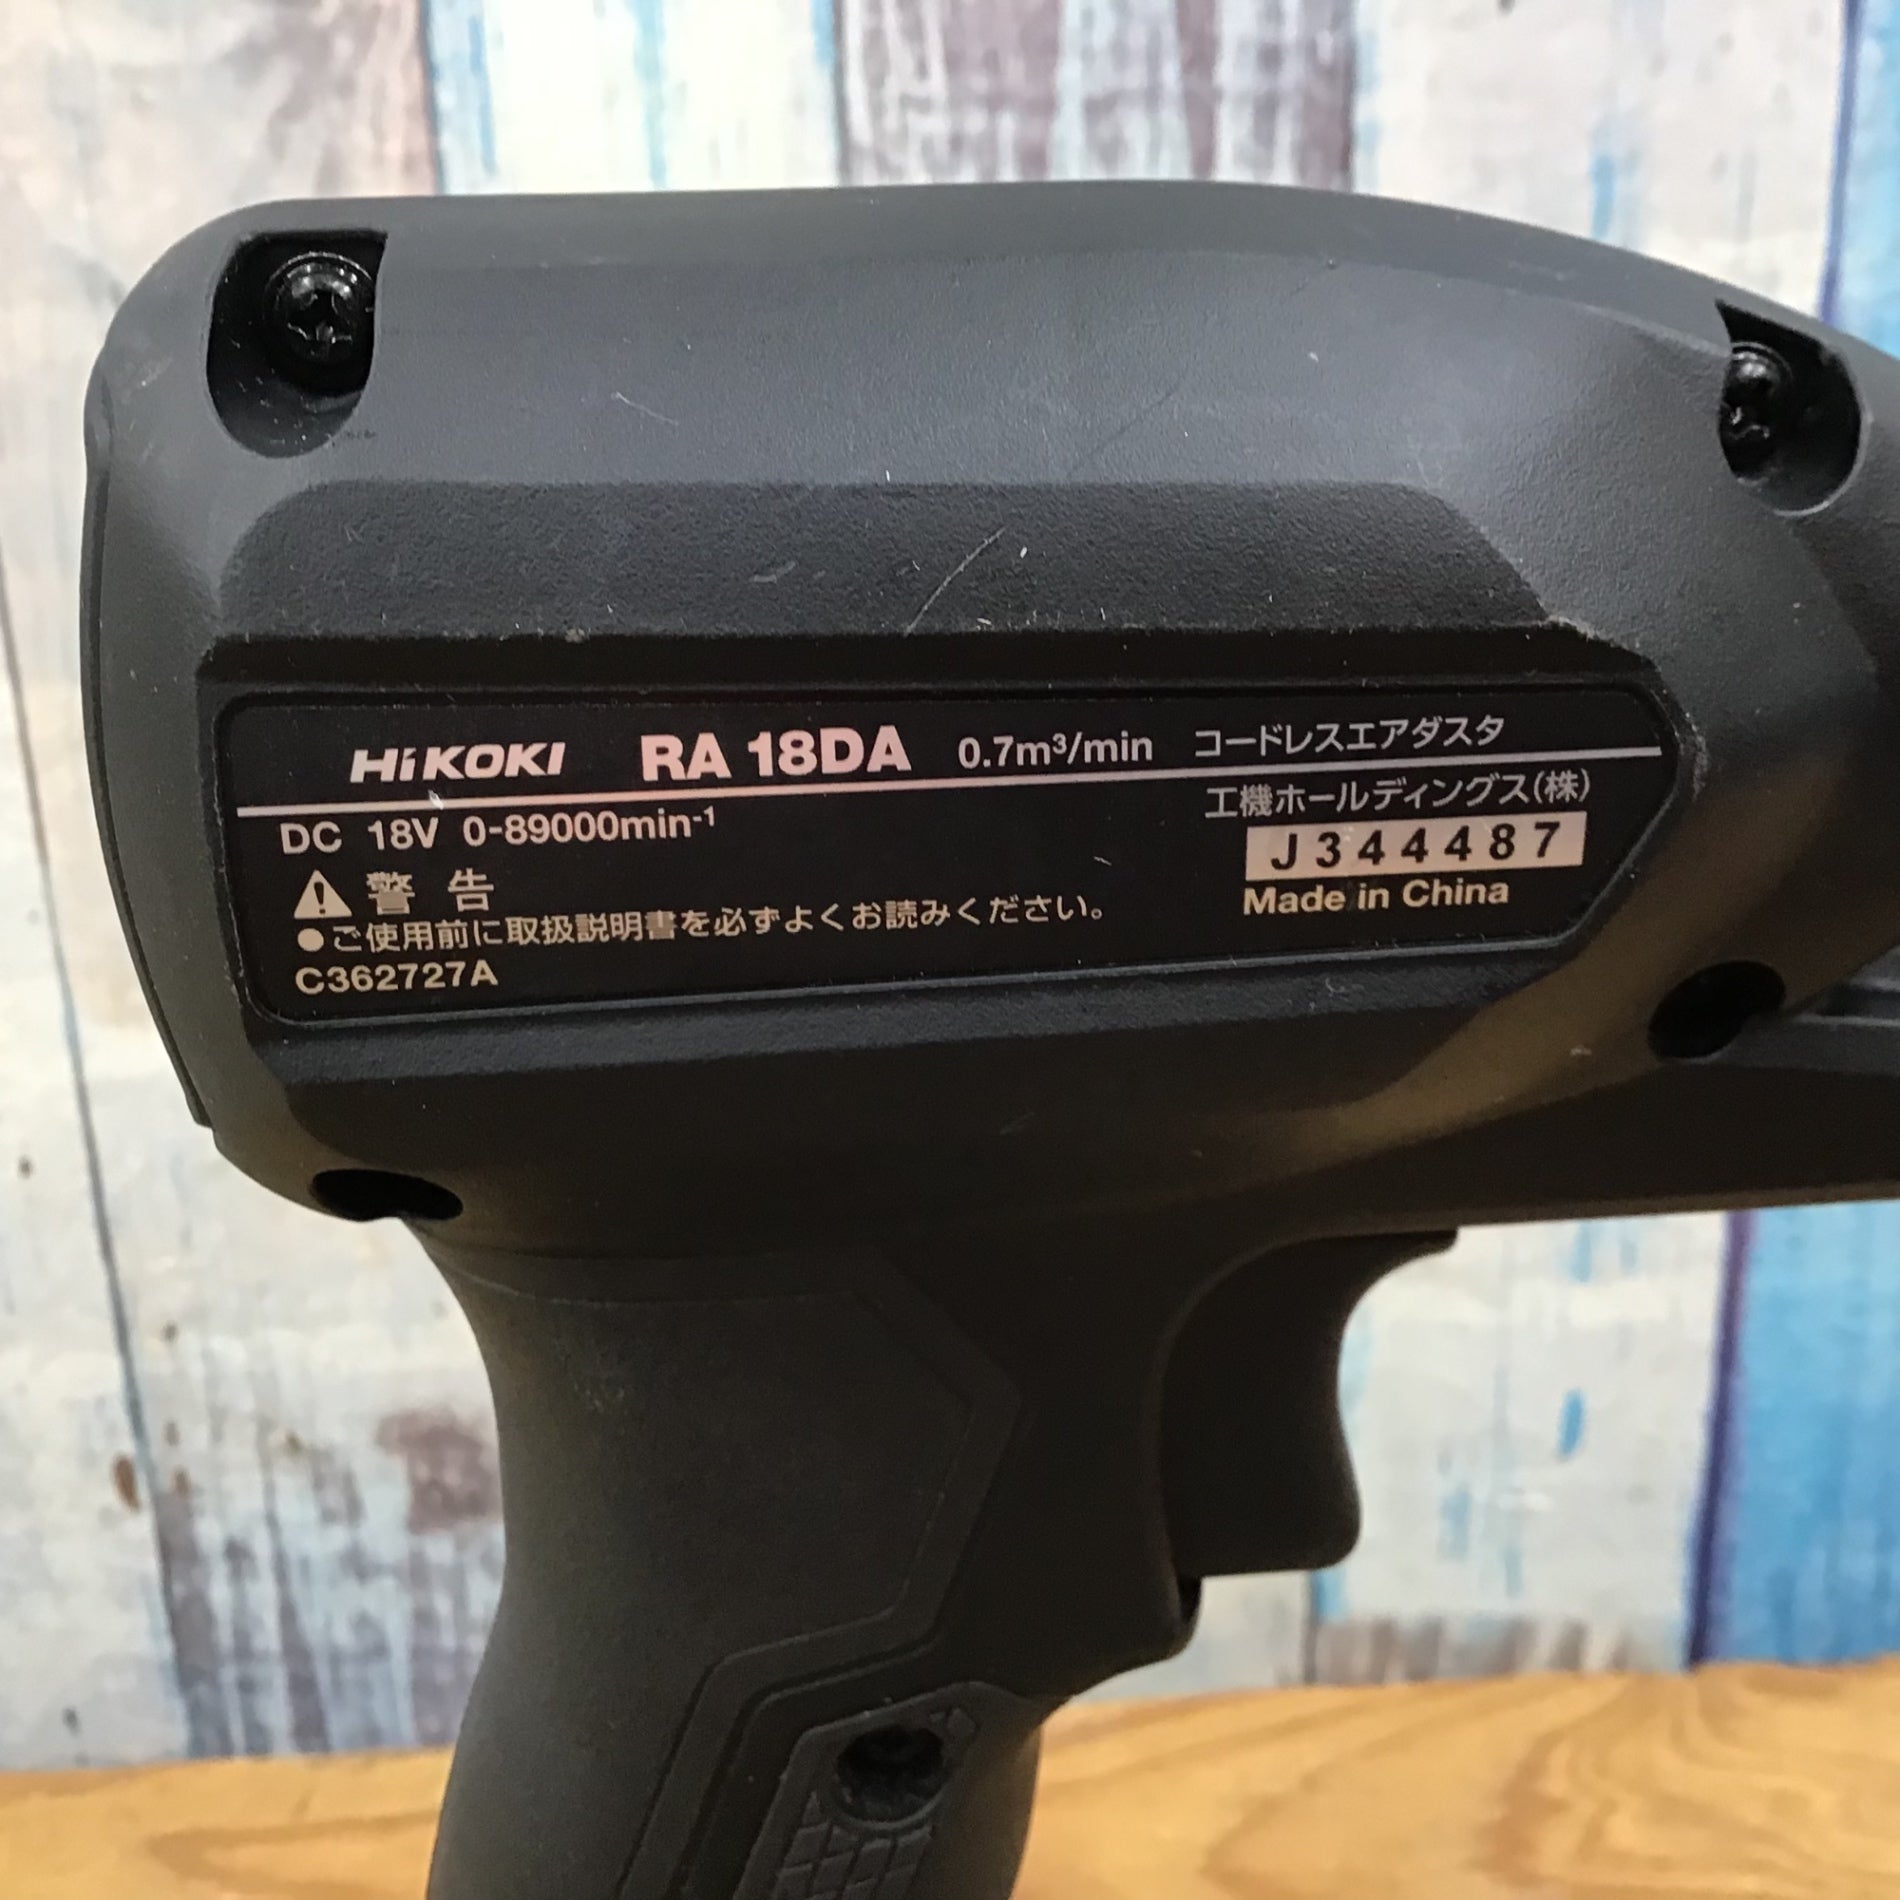 HiKOKI RA 18DA 0.7m³/min コードレスエアダスタ
DC 18V 0-89000min⁻¹ 工機ホールディングス(株)
J344487
⚠警告 Made in China
●ご使用前に取扱説明書を必ずよくお読みください。
C362727A